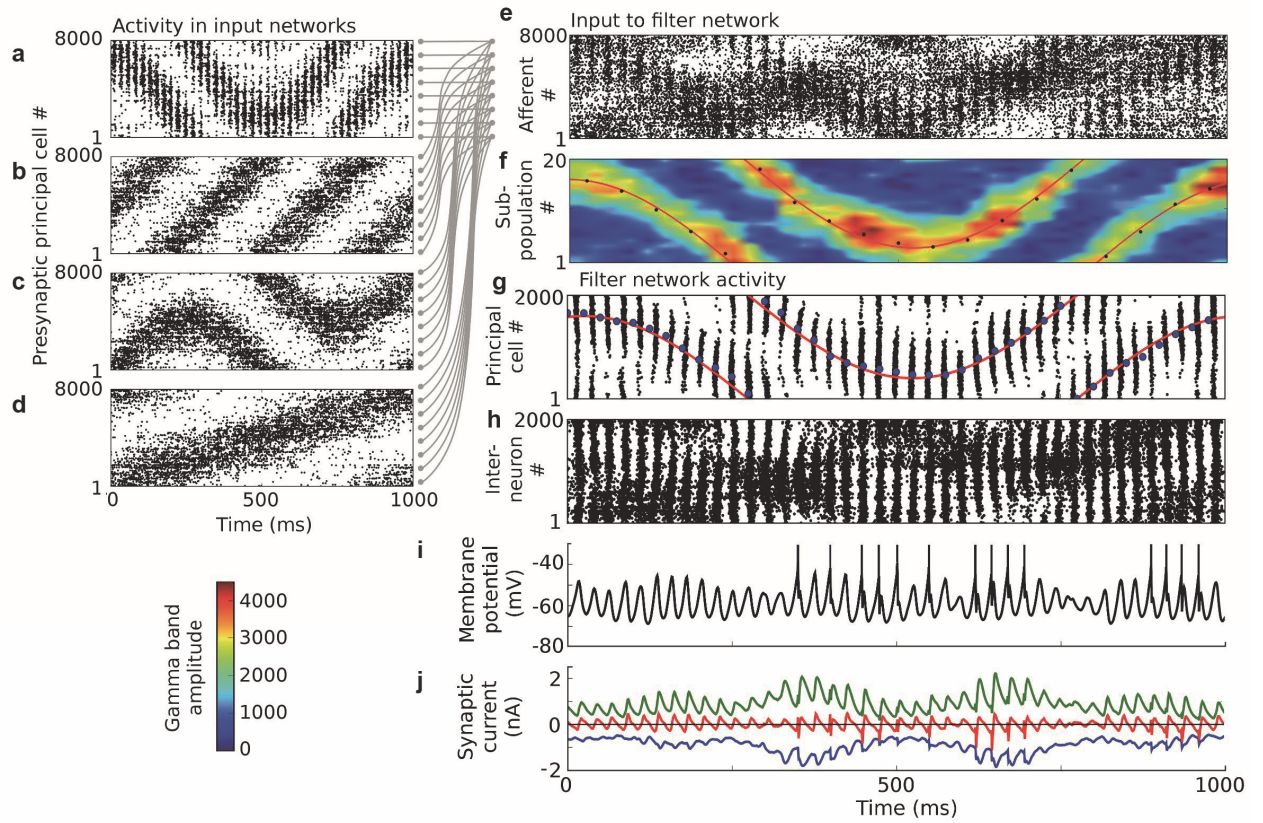 Activity in input networks
a
8000
1
b
8000
1
c
8000
1
d
8000
1
Presynaptic principal cell #
0
500
1000
Time (ms)
Gamma band
amplitude
4000
3000
2000
1000
0
e
Input to filter network
8000
1
Afferent
#
f
20
1
Sub-
population
#
Filter network activity
g
2000
1
Principal
cell #
h
2000
1
Inter-
neuron
#
i
-40
-60
-80
Membrane
potential
(mV)
j
2
0
-2
Synaptic
current
(nA)
0
500
1000
Time (ms)